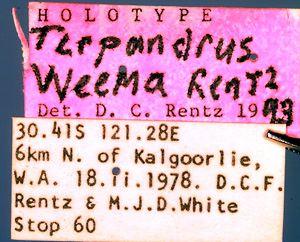 HOLOTYPE
Terpandrus
Weema Rentz
Det. D. C. Rentz 1993
30.41S 121.28E
6km N. of Kalgoorlie,
W.A. 18.ii.1978. D.C.F.
Rentz & M.J.D.White
Stop 60